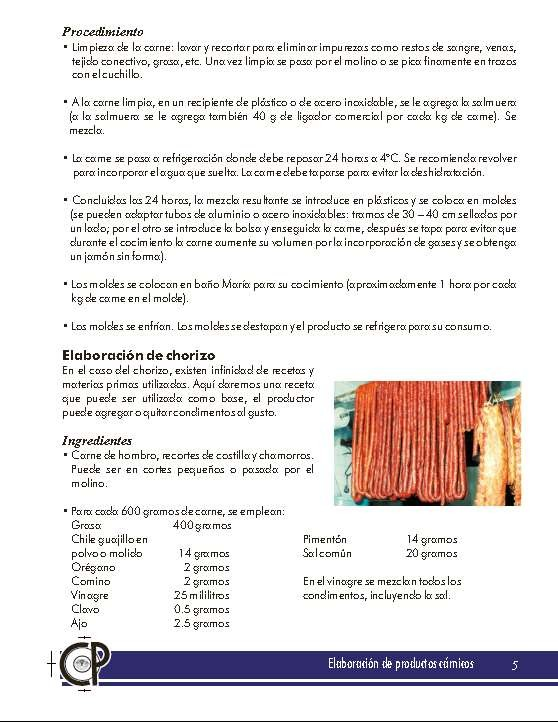 Procedimiento
• Limpieza de la carne: lavar y recortar para eliminar impurezas como restos de sangre, venas,
tejido conectivo, grasa, etc. Una vez limpia se pasa por el molino o se pica finamente en trozos
con el cuchillo.
• A la carne limpia, en un recipiente de plástico o de acero inoxidable, se le agrega la salmuera
(a la salmuera se le agrega también 40 g de ligador comercial por cada kg de carne). Se
mezcla.
• La carne se pasa a refrigeración donde debe reposar 24 horas a 4°C. Se recomienda revolver
para incorporar el agua que suelta. La carne debe taparse para evitar la deshidratación.
• Concluidas las 24 horas, la mezcla resultante se introduce en plásticos y se coloca en moldes
(se pueden adaptar tubos de aluminio o acero inoxidables: tramos de 30 – 40 cm sellados por
un lado; por el otro se introduce la bolsa y enseguida la carne, después se tapa para evitar que
durante el cocimiento la carne aumente su volumen por la incorporación de gases y se obtenga
un jamón sin forma).
• Los moldes se colocan en baño María para su cocimiento (aproximadamente 1 hora por cada
kg de carne en el molde).
• Los moldes se enfrían. Los moldes se destapan y el producto se refrigera para su consumo.
Elaboración de chorizo
En el caso del chorizo, existen infinidad de recetas y
materias primas utilizadas. Aquí daremos una receta
que puede ser utilizada como base, el productor
puede agregar o quitar condimentos al gusto.
Ingredientes
• Carne de hombro, recortes de costilla y chamorros.
Puede ser en cortes pequeños o pasada por el
molino.
• Para cada 600 gramos de carne, se emplean:
Grasa 400 gramos
Chile guajillo en
polvo o molido 14 gramos
Orégano 2 gramos
Comino 2 gramos
Vinagre 25 mililitros
Clavo 0.5 gramos
Ajo 2.5 gramos
Pimentón 14 gramos
Sal común 20 gramos
En el vinagre se mezclan todos los
condimentos, incluyendo la sal.
CP
Elaboración de productos cárnicos 5